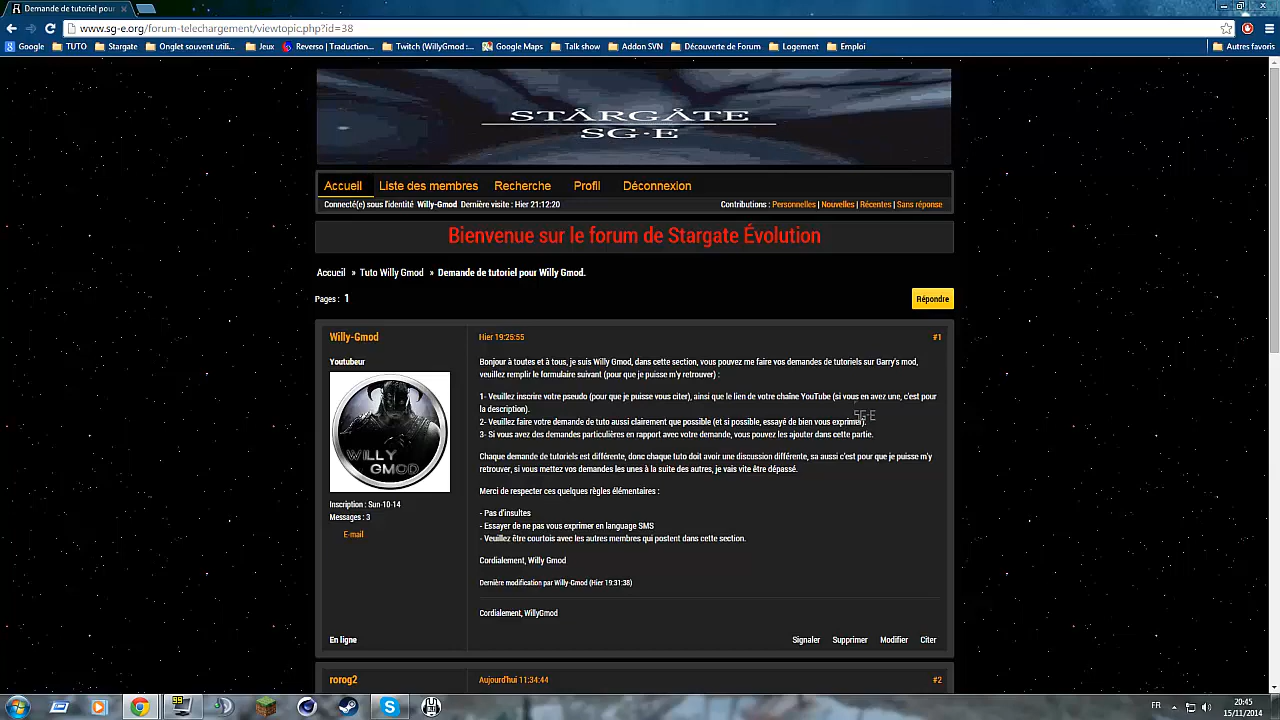 Demande de tutoriel pou
www.sg-e.org/forum-telechargement/viewtopic.php?id=38
Google TUTO Stargate Onglet souvent utili... Jeux Reverso | Traduction... Twitch (WillyGmod :... Google Maps Talk show Addon SVN Découverte de Forum Logement Emploi Autres favoris
STÅRGÅTE
SG·E
Accueil Liste des membres Recherche Profil Déconnexion
Connecté(e) sous l'identité Willy-Gmod Dernière visite : Hier 21:12:20 Contributions : Personnelles | Nouvelles | Récentes | Sans réponse
Bienvenue sur le forum de Stargate Évolution
Accueil » Tuto Willy Gmod » Demande de tutoriel pour Willy Gmod.
Pages : 1 Répondre
Willy-Gmod Hier 19:25:55 #1
Youtubeur
WILLY
GMOD
Inscription : Sun-10-14
Messages : 3
E-mail
En ligne
Bonjour à toutes et à tous, je suis Willy Gmod, dans cette section, vous pouvez me faire vos demandes de tutoriels sur Garry's mod,
veuillez remplir le formulaire suivant (pour que je puisse m'y retrouver) :
1- Veuillez inscrire votre pseudo (pour que je puisse vous citer), ainsi que le lien de votre chaîne YouTube (si vous en avez une, c'est pour
la description).
2- Veuillez faire votre demande de tuto aussi clairement que possible (et si possible, essayé de bien vous exprimer).
3- Si vous avez des demandes particulières en rapport avec votre demande, vous pouvez les ajouter dans cette partie.
SG-E
Chaque demande de tutoriels est différente, donc chaque tuto doit avoir une discussion différente, sa aussi c'est pour que je puisse m'y
retrouver, si vous mettez vos demandes les unes à la suite des autres, je vais vite être dépassé.
Merci de respecter ces quelques règles élémentaires :
- Pas d'insultes
- Essayer de ne pas vous exprimer en language SMS
- Veuillez être courtois avec les autres membres qui postent dans cette section.
Cordialement, Willy Gmod
Dernière modification par Willy-Gmod (Hier 19:31:38)
Cordialement, WillyGmod
Signaler Supprimer Modifier Citer
rorog2 Aujourd'hui 11:34:44 #2
99
FR
20:45
15/11/2014